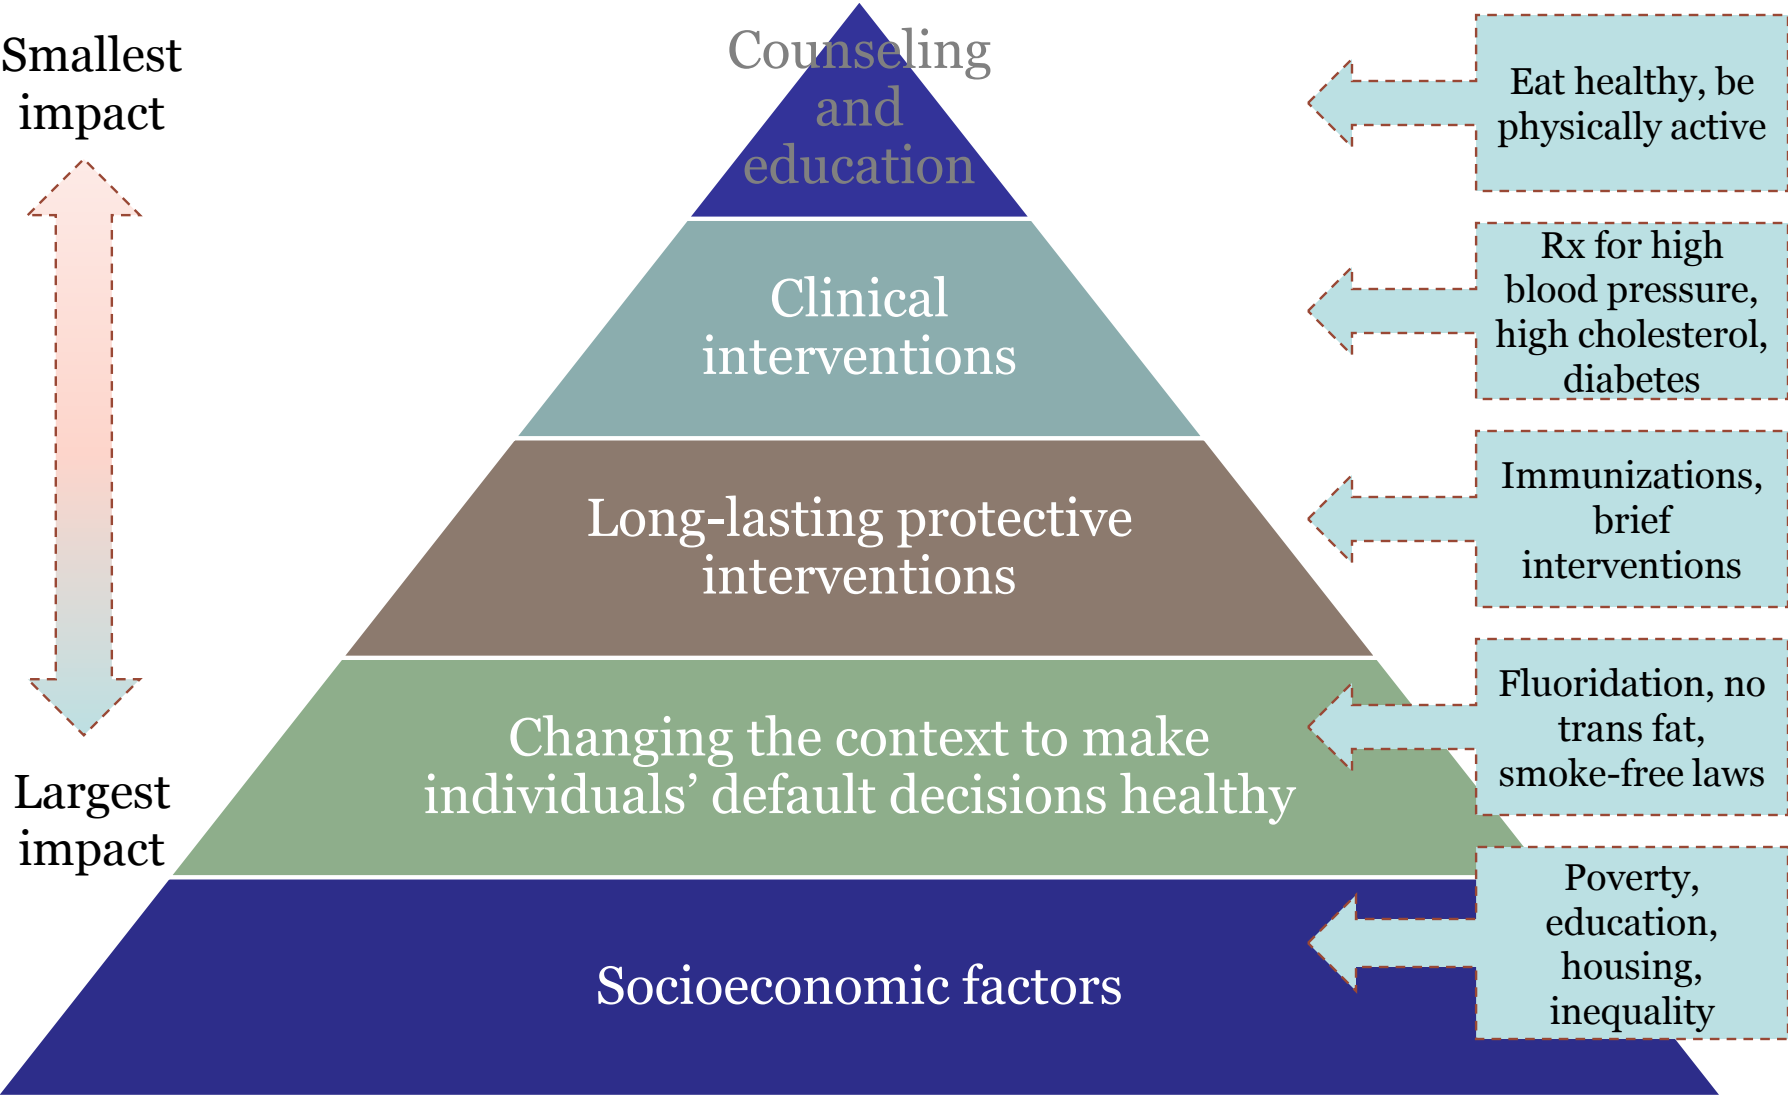 Smallest
impact
Largest
impact
Counseling
and
education
Clinical
interventions
Long-lasting protective
interventions
Changing the context to make
individuals’ default decisions healthy
Socioeconomic factors
Eat healthy, be
physically active
Rx for high
blood pressure,
high cholesterol,
diabetes
Immunizations,
brief
interventions
Fluoridation, no
trans fat,
smoke-free laws
Poverty,
education,
housing,
inequality